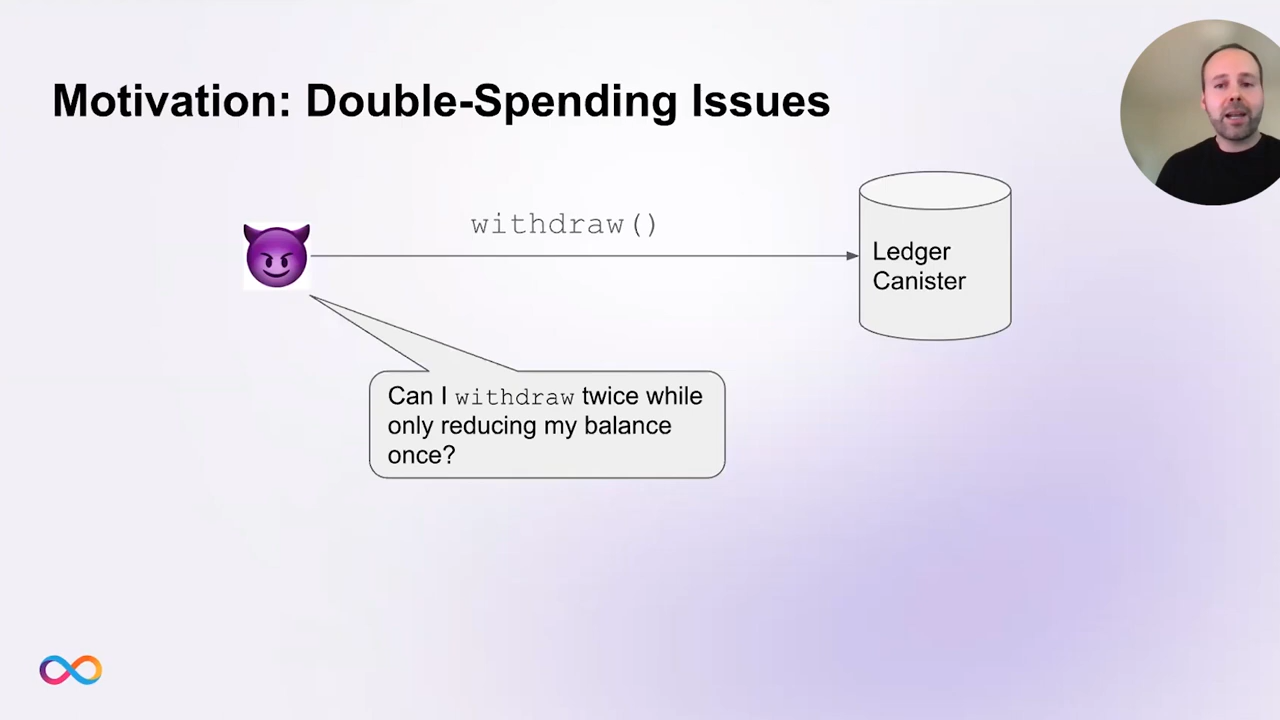 Motivation: Double-Spending Issues
withdraw()
Ledger
Canister
Can I withdraw twice while
only reducing my balance
once?